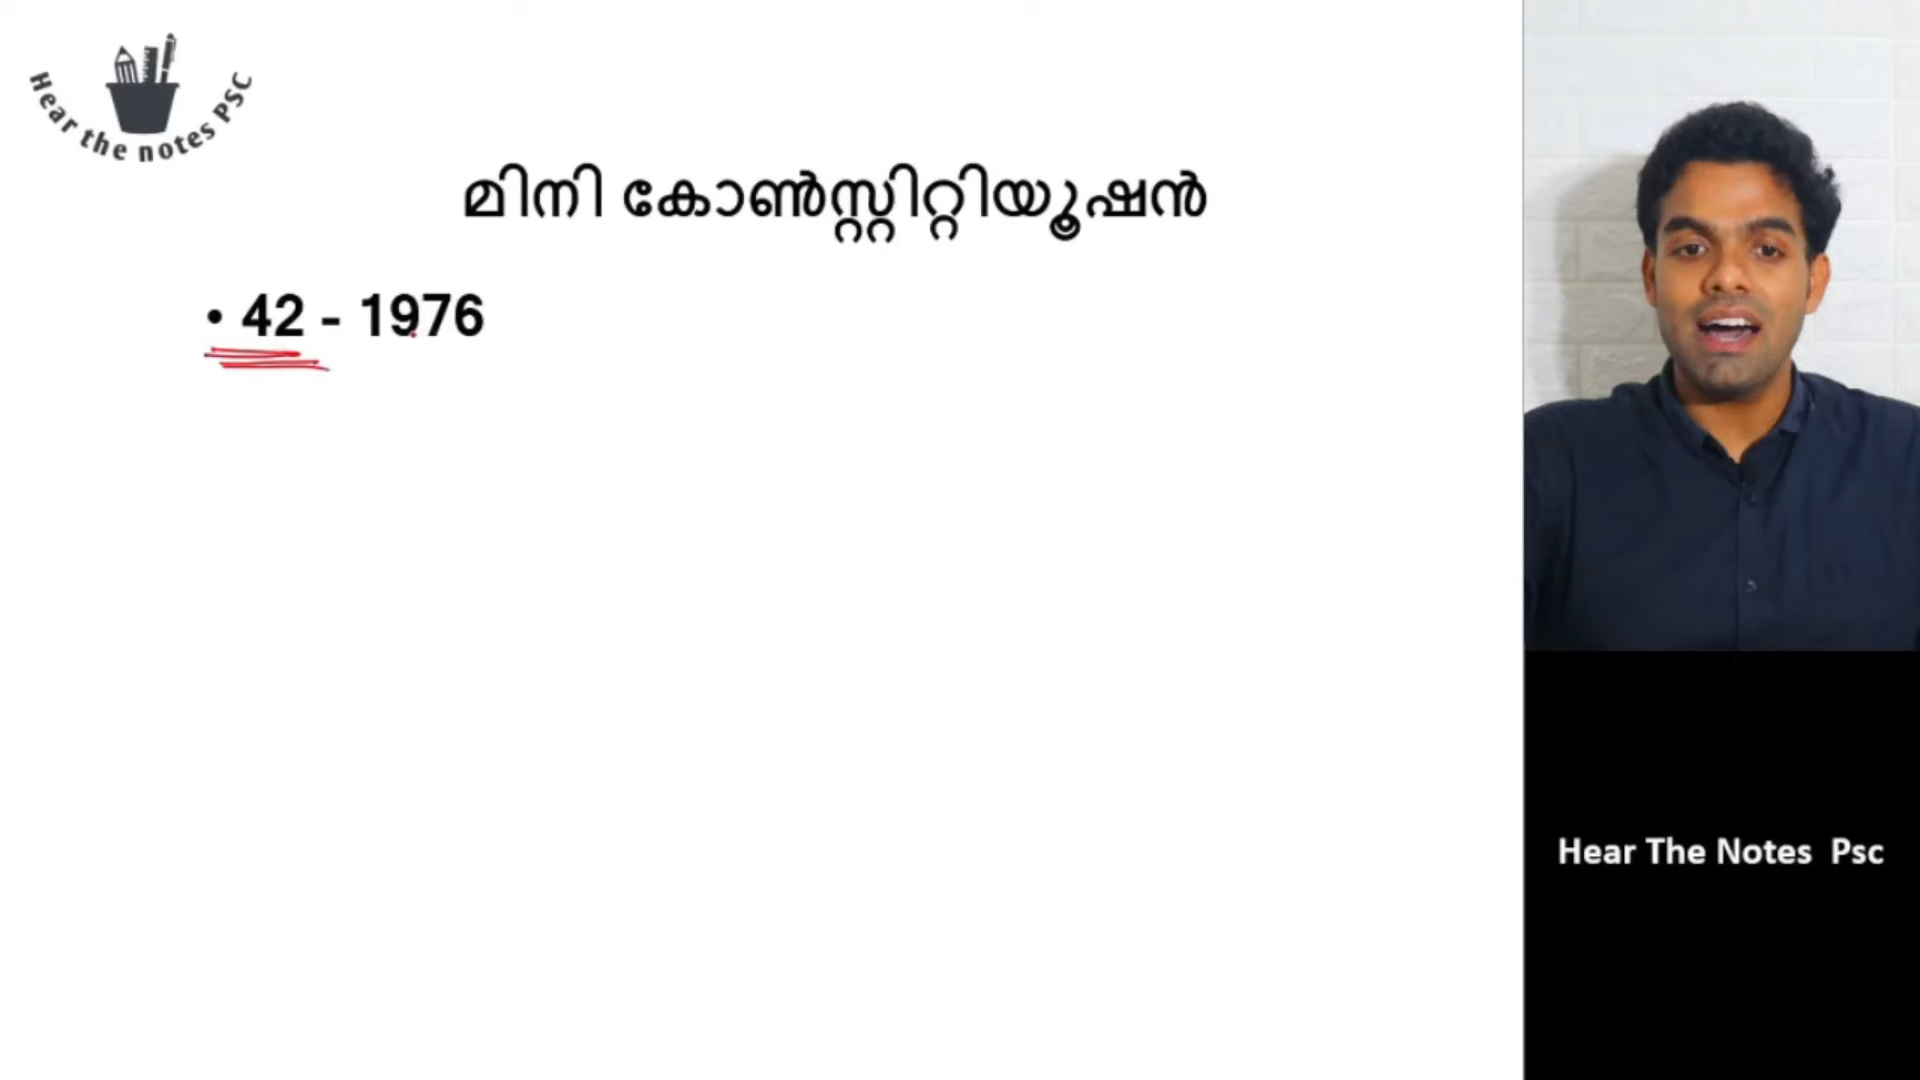 Hear the notes PSC
മിനി കോൺസ്റ്റിറ്റിയൂഷൻ
• 42 - 1976
Hear The Notes Psc